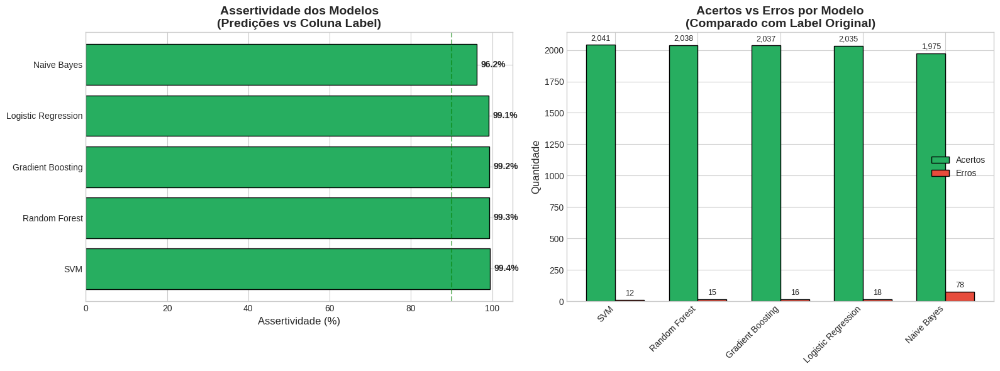 Assertividade dos Modelos
(Predições vs Coluna Label)
Naive Bayes
96.2%
Logistic Regression
99.1%
Gradient Boosting
99.2%
Random Forest
99.3%
SVM
99.4%
0
20
40
60
80
100
Assertividade (%)
Acertos vs Erros por Modelo
(Comparado com Label Original)
Quantidade
2000
1750
1500
1250
1000
750
500
250
0
2,041
12
2,038
15
2,037
16
2,035
18
1,975
78
Acertos
Erros
SVM
Random Forest
Gradient Boosting
Logistic Regression
Naive Bayes